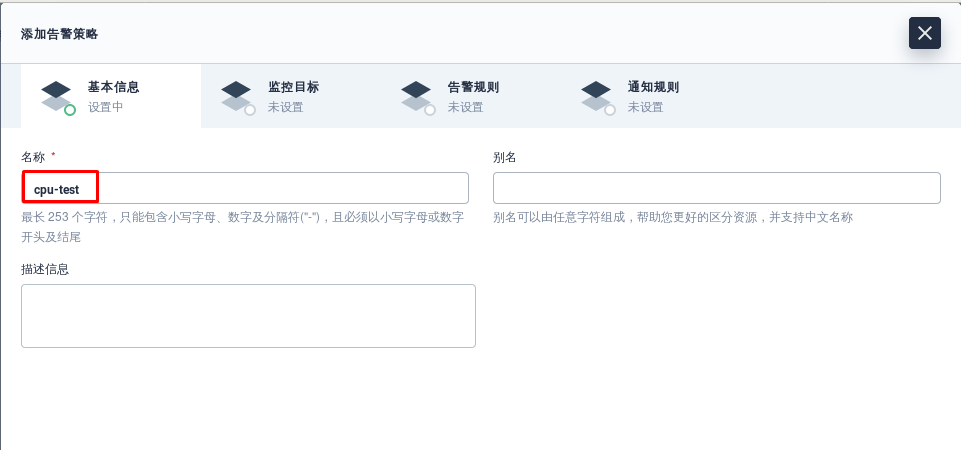 添加告警策略
基本信息
设置中
监控目标
未设置
告警规则
未设置
通知规则
未设置
名称 *
cpu-test
最长 253 个字符，只能包含小写字母、数字及分隔符("-")，且必须以小写字母或数字
开头及结尾
别名
别名可以由任意字符组成，帮助您更好的区分资源，并支持中文名称
描述信息